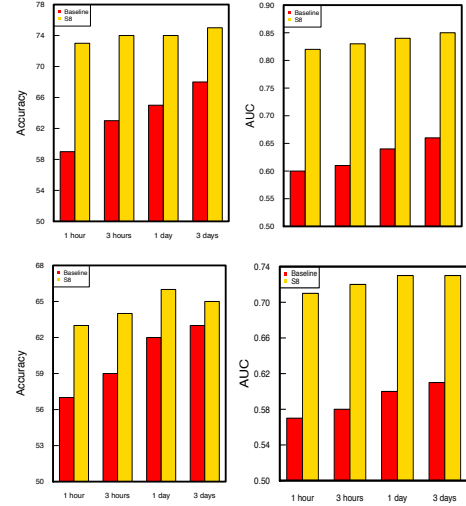 78
74
70
66
62
58
54
50
Accuracy
Baseline
S8
1 hour 3 hours 1 day 3 days
0.90
0.85
0.80
0.75
0.70
0.65
0.60
0.55
0.50
AUC
Baseline
S8
1 hour 3 hours 1 day 3 days
68
65
62
59
56
53
50
Accuracy
Baseline
S8
1 hour 3 hours 1 day 3 days
0.74
0.70
0.66
0.62
0.58
0.54
0.50
AUC
Baseline
S8
1 hour 3 hours 1 day 3 days